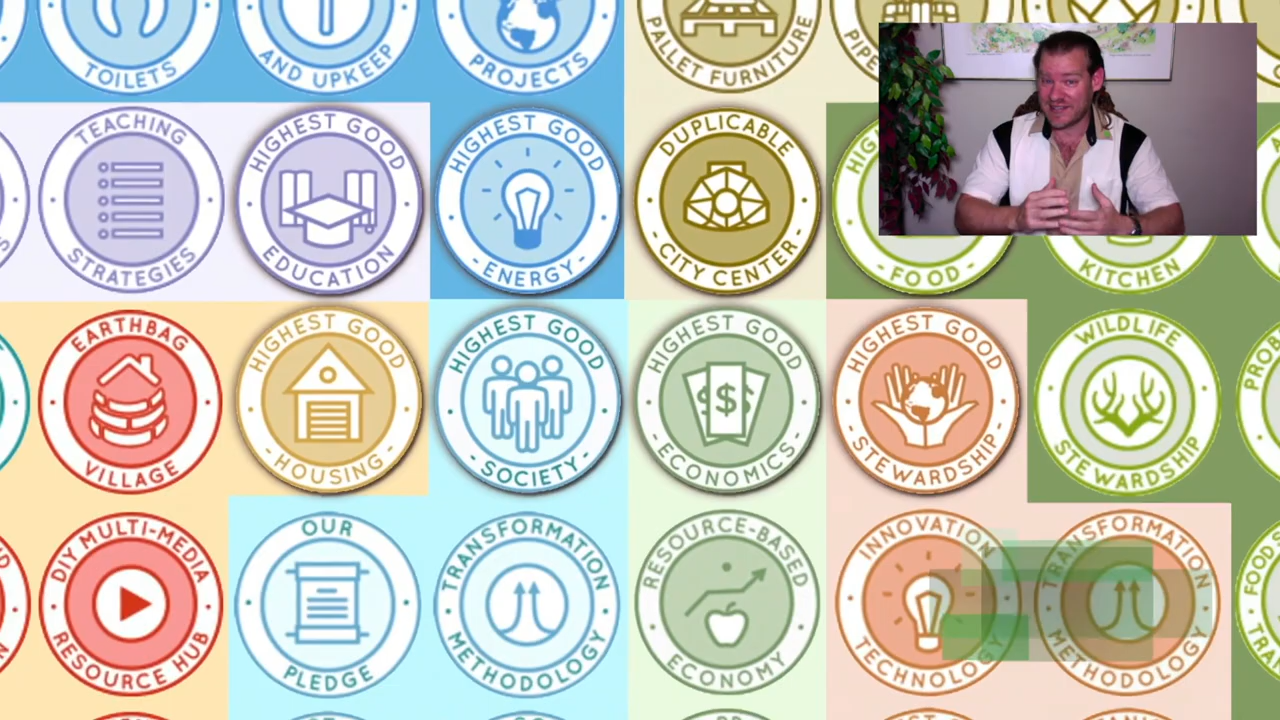 TOILETS
AND UPKEEP
PROJECTS
PALLET FURNITURE
TEACHING
STRATEGIES
HIGHEST GOOD
EDUCATION
HIGHEST GOOD
-ENERGY-
DUPLICABLE
-CITY CENTER-
-FOOD-
KITCHEN
EARTHBAG
VILLAGE
HIGHEST GOOD
-HOUSING-
HIGHEST GOOD
-SOCIETY-
HIGHEST GOOD
$ $ $
-ECONOMICS-
HIGHEST GOOD
-STEWARDSHIP-
WILDLIFE
STEWARDSHIP
DIY MULTI-MEDIA
RESOURCE HUB
OUR
PLEDGE
TRANSFORMATION
METHODOLOGY
RESOURCE-BASED
ECONOMY
INNOVATION
TECHNOLOGY
TRANSFORMATION
METHODOLOGY